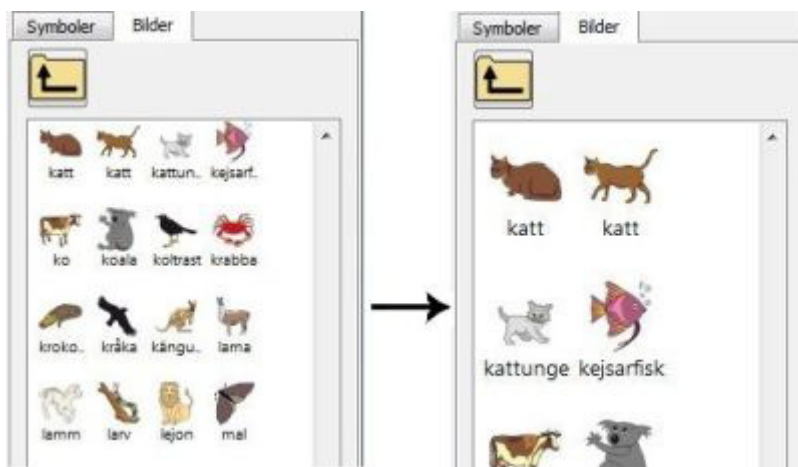 Symboler Bilder
katt katt kattun.. kejsarf..
ko koala koltrast krabba
kroko.. kråka kängu.. lama
lamm larv lejon mal
Symboler Bilder
katt katt
kattunge kejsarfisk